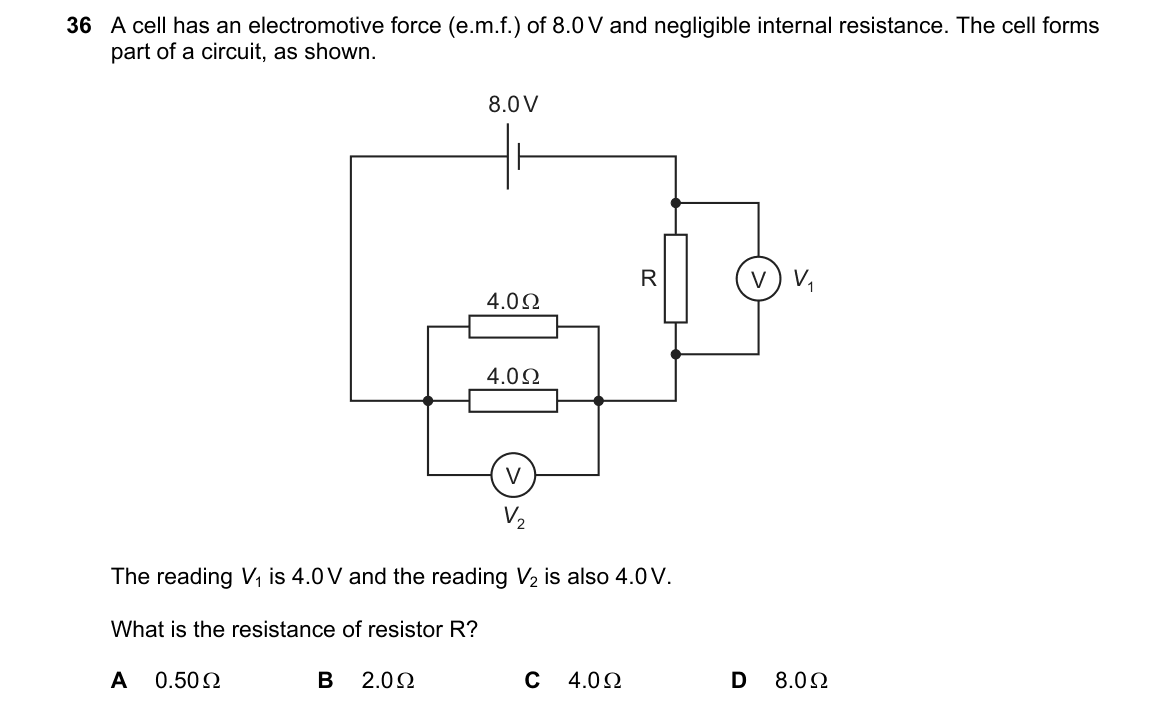 36 A cell has an electromotive force (e.m.f.) of 8.0 V and negligible internal resistance. The cell forms
part of a circuit, as shown.
8.0 V
R
V
V₁
4.0 Ω
4.0 Ω
V
V₂
The reading V₁ is 4.0 V and the reading V₂ is also 4.0 V.
What is the resistance of resistor R?
A 0.50 Ω B 2.0 Ω C 4.0 Ω D 8.0 Ω